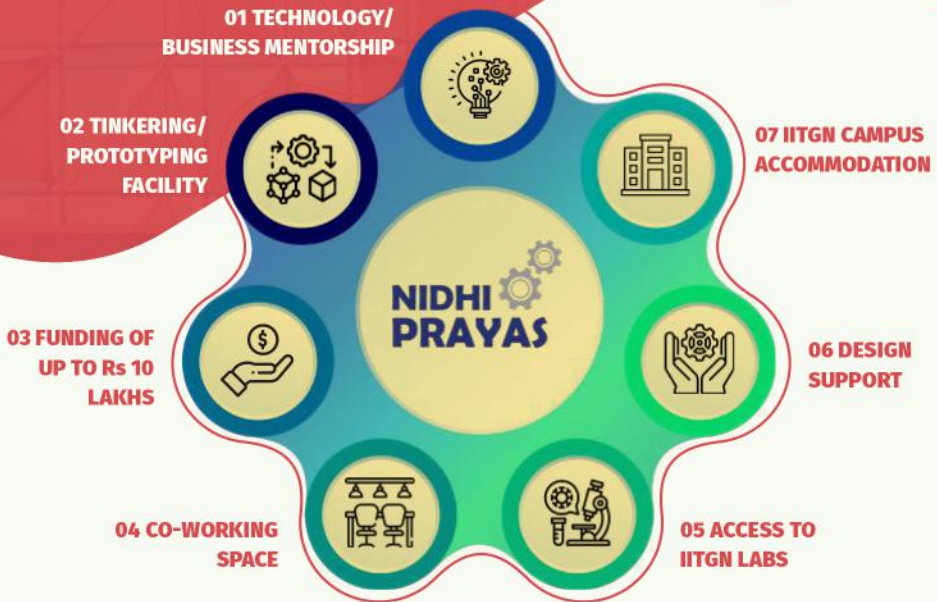 01 TECHNOLOGY/
BUSINESS MENTORSHIP
02 TINKERING/
PROTOTYPING
FACILITY
03 FUNDING OF
UP TO Rs 10
LAKHS
04 CO-WORKING
SPACE
05 ACCESS TO
IITGN LABS
06 DESIGN
SUPPORT
07 IITGN CAMPUS
ACCOMMODATION
NIDHI
PRAYAS
$